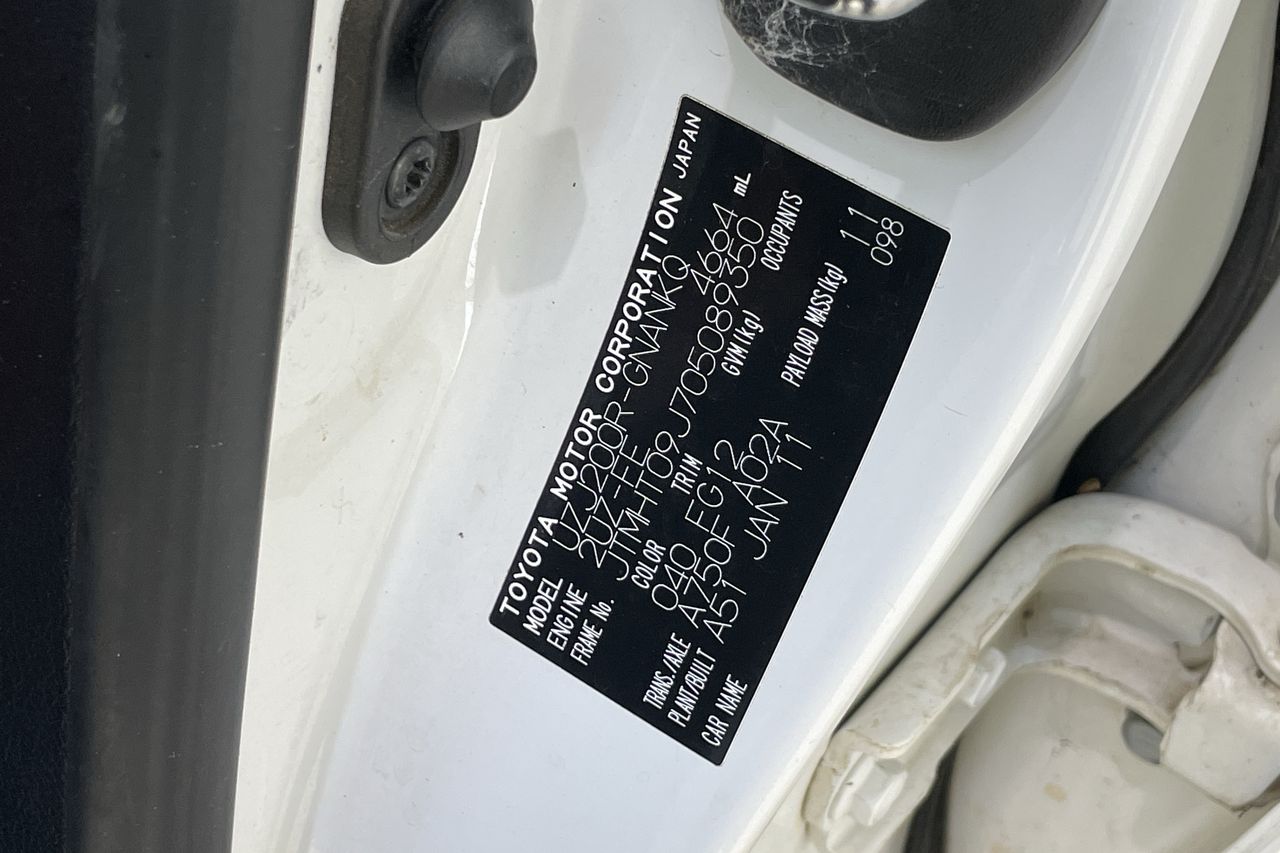 TOYOTA MOTOR CORPORATION JAPAN
MODEL UZJ200R-GNANKQ
ENGINE 2UZ-FE 4664 mL
FRAME No. JTMHT09J705089350
COLOR TRIM GVM(kg) OCCUPANTS
040 FG12
TRANS./AXLE A750F A02A PAYLOAD MASS(kg)
PLANT/BUILT A51 JAN 11
CAR NAME
11
098